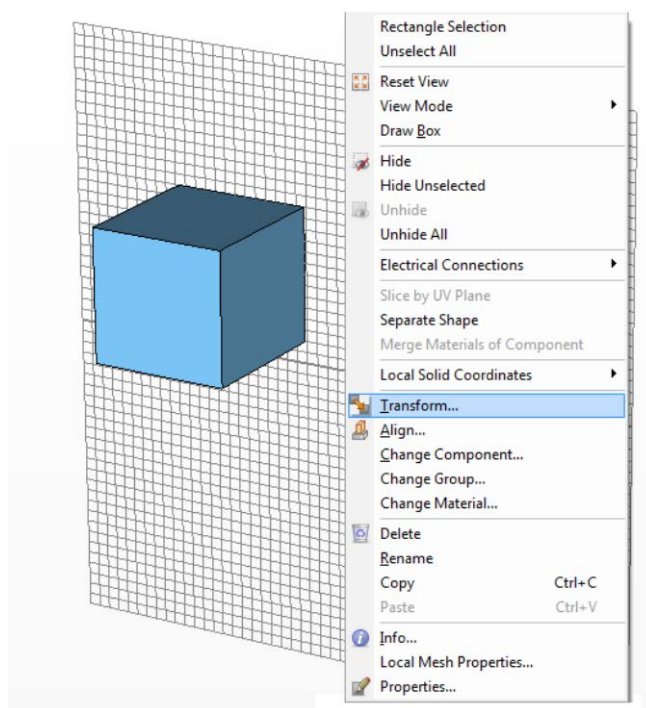 Rectangle Selection
Unselect All
Reset View
View Mode
Draw Box
Hide
Hide Unselected
Unhide
Unhide All
Electrical Connections
Slice by UV Plane
Separate Shape
Merge Materials of Component
Local Solid Coordinates
Transform...
Align...
Change Component...
Change Group...
Change Material...
Delete
Rename
Copy Ctrl+C
Paste Ctrl+V
Info...
Local Mesh Properties...
Properties...